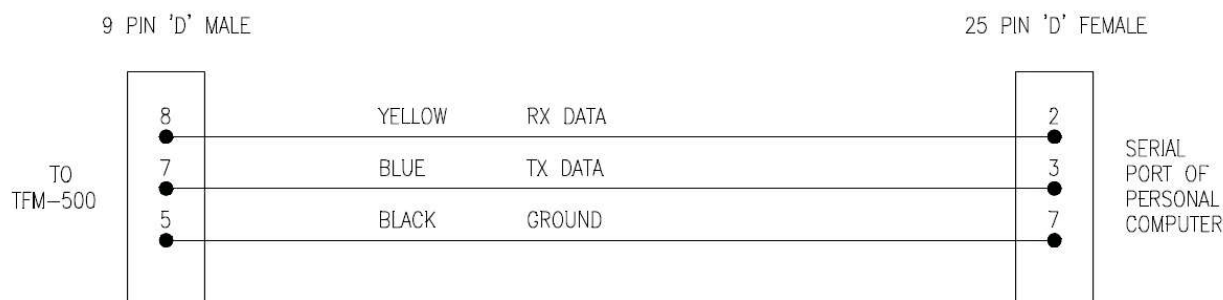 9 PIN 'D' MALE
25 PIN 'D' FEMALE
8 YELLOW RX DATA 2
7 BLUE TX DATA 3
5 BLACK GROUND 7
TO
TFM-500
SERIAL
PORT OF
PERSONAL
COMPUTER